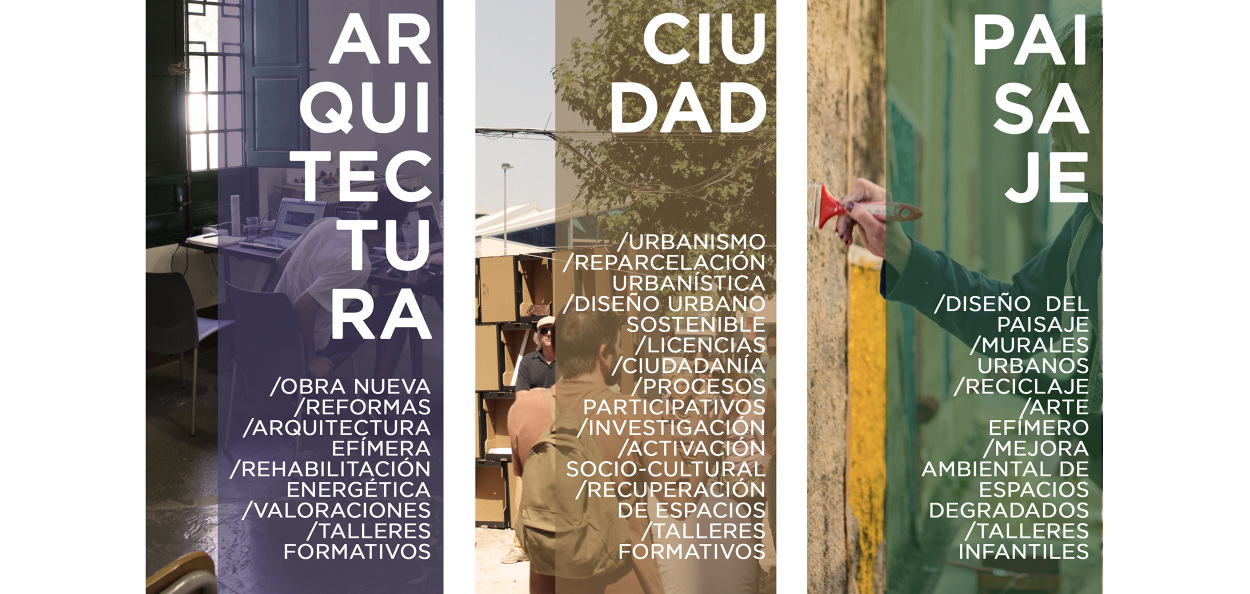 AR
QUI
TEC
TU
RA
/OBRA NUEVA
/REFORMAS
/ARQUITECTURA
EFÍMERA
/REHABILITACIÓN
ENERGÉTICA
/VALORACIONES
/TALLERES
FORMATIVOS
CIU
DAD
/URBANISMO
/REPARCELACIÓN
URBANÍSTICA
/DISEÑO URBANO
SOSTENIBLE
/LICENCIAS
/CIUDADANÍA
/PROCESOS
PARTICIPATIVOS
/INVESTIGACIÓN
/ACTIVACIÓN
SOCIO-CULTURAL
/RECUPERACIÓN
DE ESPACIOS
/TALLERES
FORMATIVOS
PAI
SA
JE
/DISEÑO DEL
PAISAJE
/MURALES
URBANOS
/RECICLAJE
/ARTE
EFÍMERO
/MEJORA
AMBIENTAL DE
ESPACIOS
DEGRADADOS
/TALLERES
INFANTILES